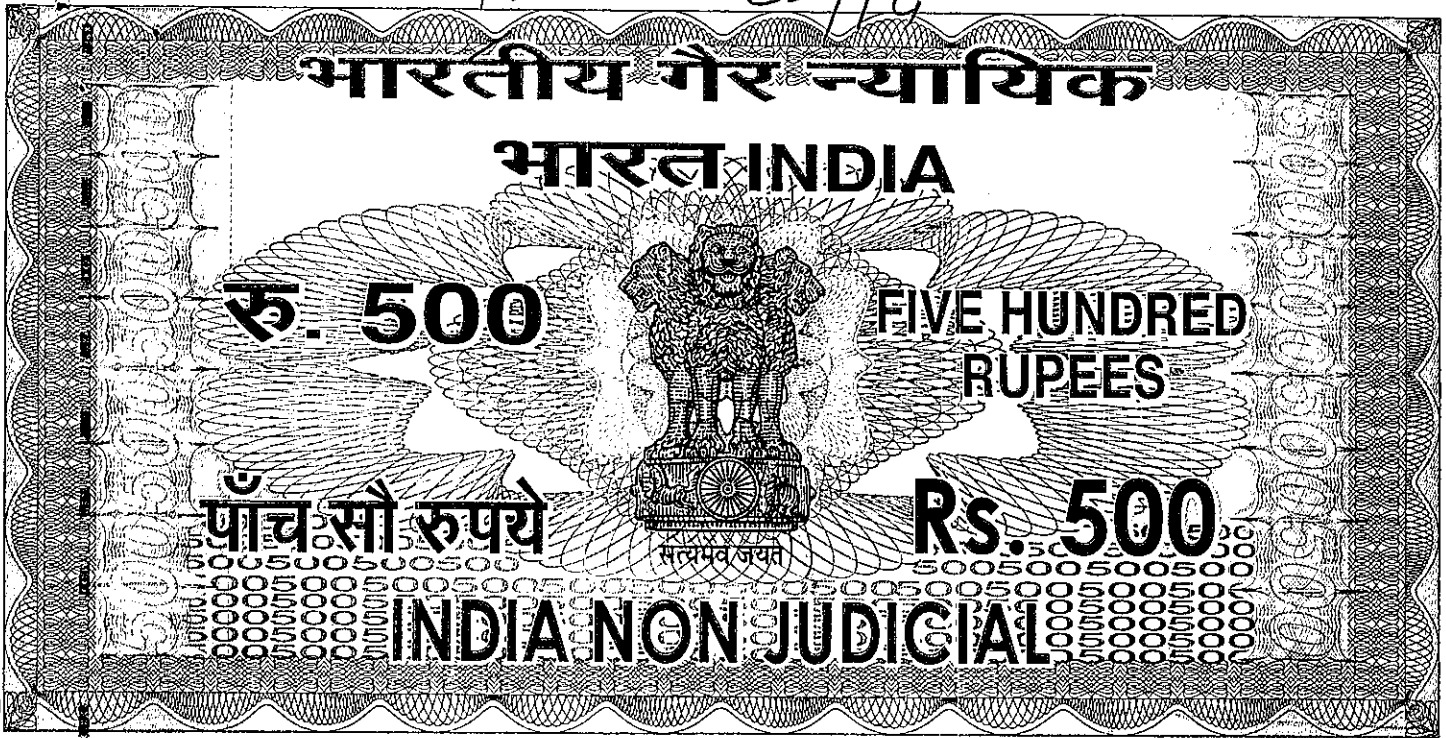 भारतीय गैर न्यायिक
भारत INDIA
रु. 500
FIVE HUNDRED
RUPEES
पाँच सौ रुपये
Rs. 500
सत्यमेव जयते
INDIA NON JUDICIAL